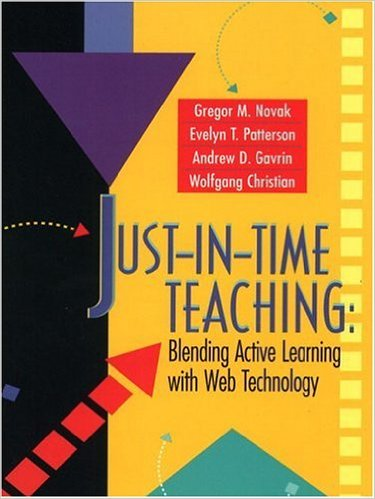 Gregor M. Novak
Evelyn T. Patterson
Andrew D. Gavrin
Wolfgang Christian
JUST-IN-TIME
TEACHING:
Blending Active Learning
with Web Technology